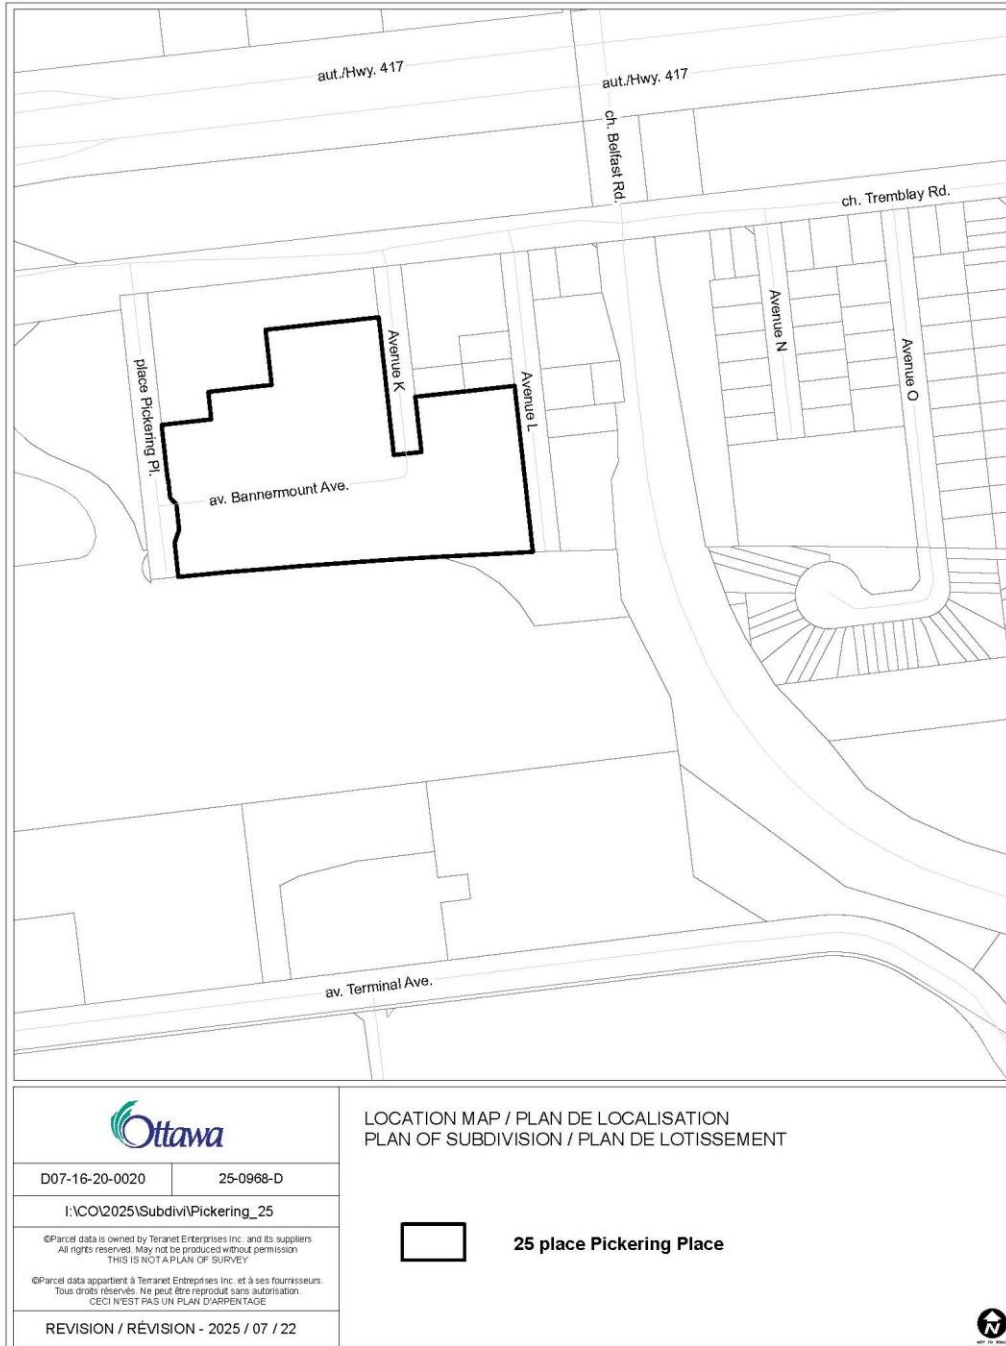 aut./Hwy. 417
aut./Hwy. 417
ch. Belfast Rd.
ch. Tremblay Rd.
Avenue N
Avenue O
Avenue K
Avenue L
place Pickering Pl.
av. Bannermount Ave.
av. Terminal Ave.
Ottawa
D07-16-20-0020
25-0968-D
I:\CO\2025\Subdivi\Pickering_25
©Parcel data is owned by Teranet Enterprises Inc. and its suppliers
All rights reserved. May not be produced without permission
THIS IS NOT A PLAN OF SURVEY
©Parcel data appartient à Terranet Entreprises Inc. et à ses fournisseurs.
Tous droits réservés. Ne peut être reproduit sans autorisation.
CECI N'EST PAS UN PLAN D'ARPENTAGE
REVISION / RÉVISION - 2025 / 07 / 22
LOCATION MAP / PLAN DE LOCALISATION
PLAN OF SUBDIVISION / PLAN DE LOTISSEMENT
25 place Pickering Place
N
NOT TO SCALE